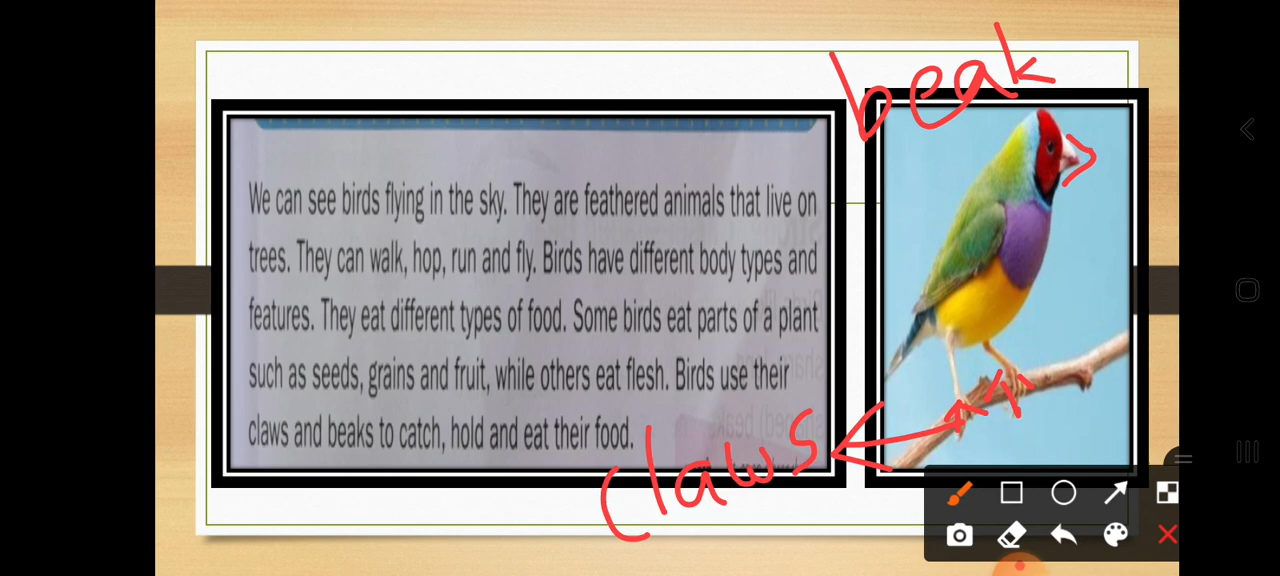 beak
We can see birds flying in the sky. They are feathered animals that live on
trees. They can walk, hop, run and fly. Birds have different body types and
features. They eat different types of food. Some birds eat parts of a plant
such as seeds, grains and fruit, while others eat flesh. Birds use their
claws and beaks to catch, hold and eat their food.
claws